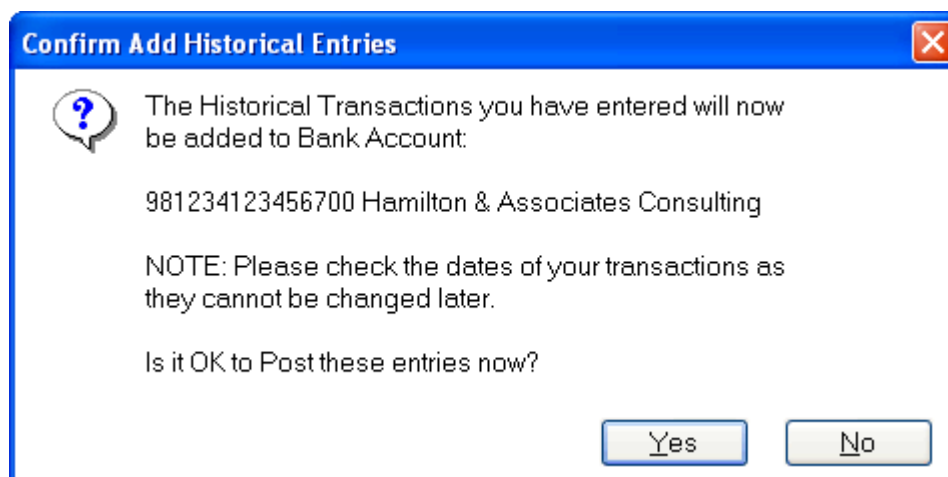 Confirm Add Historical Entries
The Historical Transactions you have entered will now
be added to Bank Account:
981234123456700 Hamilton & Associates Consulting
NOTE: Please check the dates of your transactions as
they cannot be changed later.
Is it OK to Post these entries now?
Yes
No